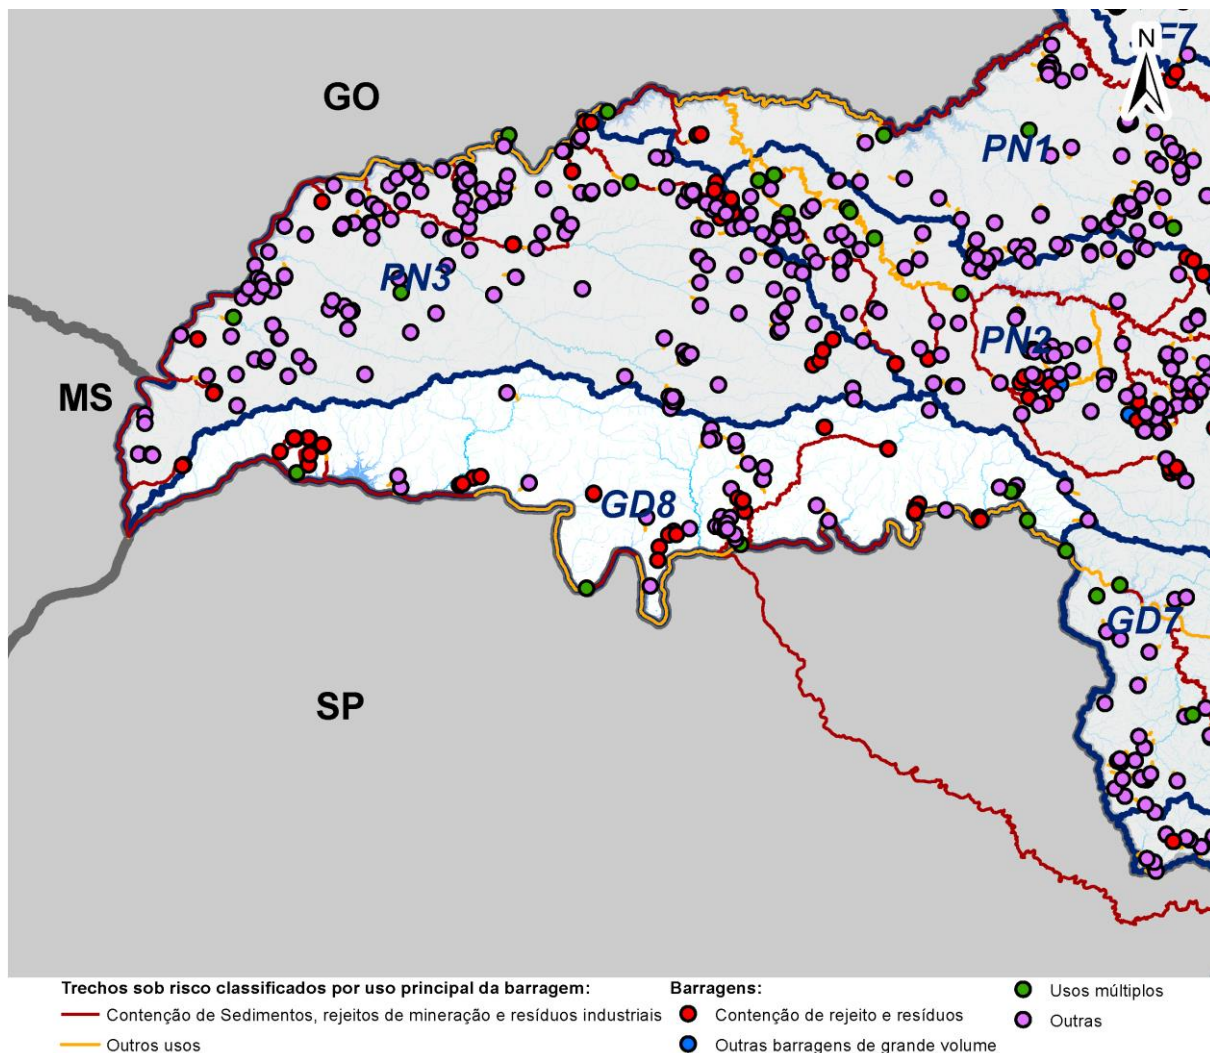 N
GO
PN1
PN3
MS
PN2
GD8
GD7
SP
Trechos sob risco classificados por uso principal da barragem:
Contenção de Sedimentos, rejeitos de mineração e resíduos industriais
Outros usos
Barragens:
Contenção de rejeito e resíduos
Outras barragens de grande volume
Usos múltiplos
Outras